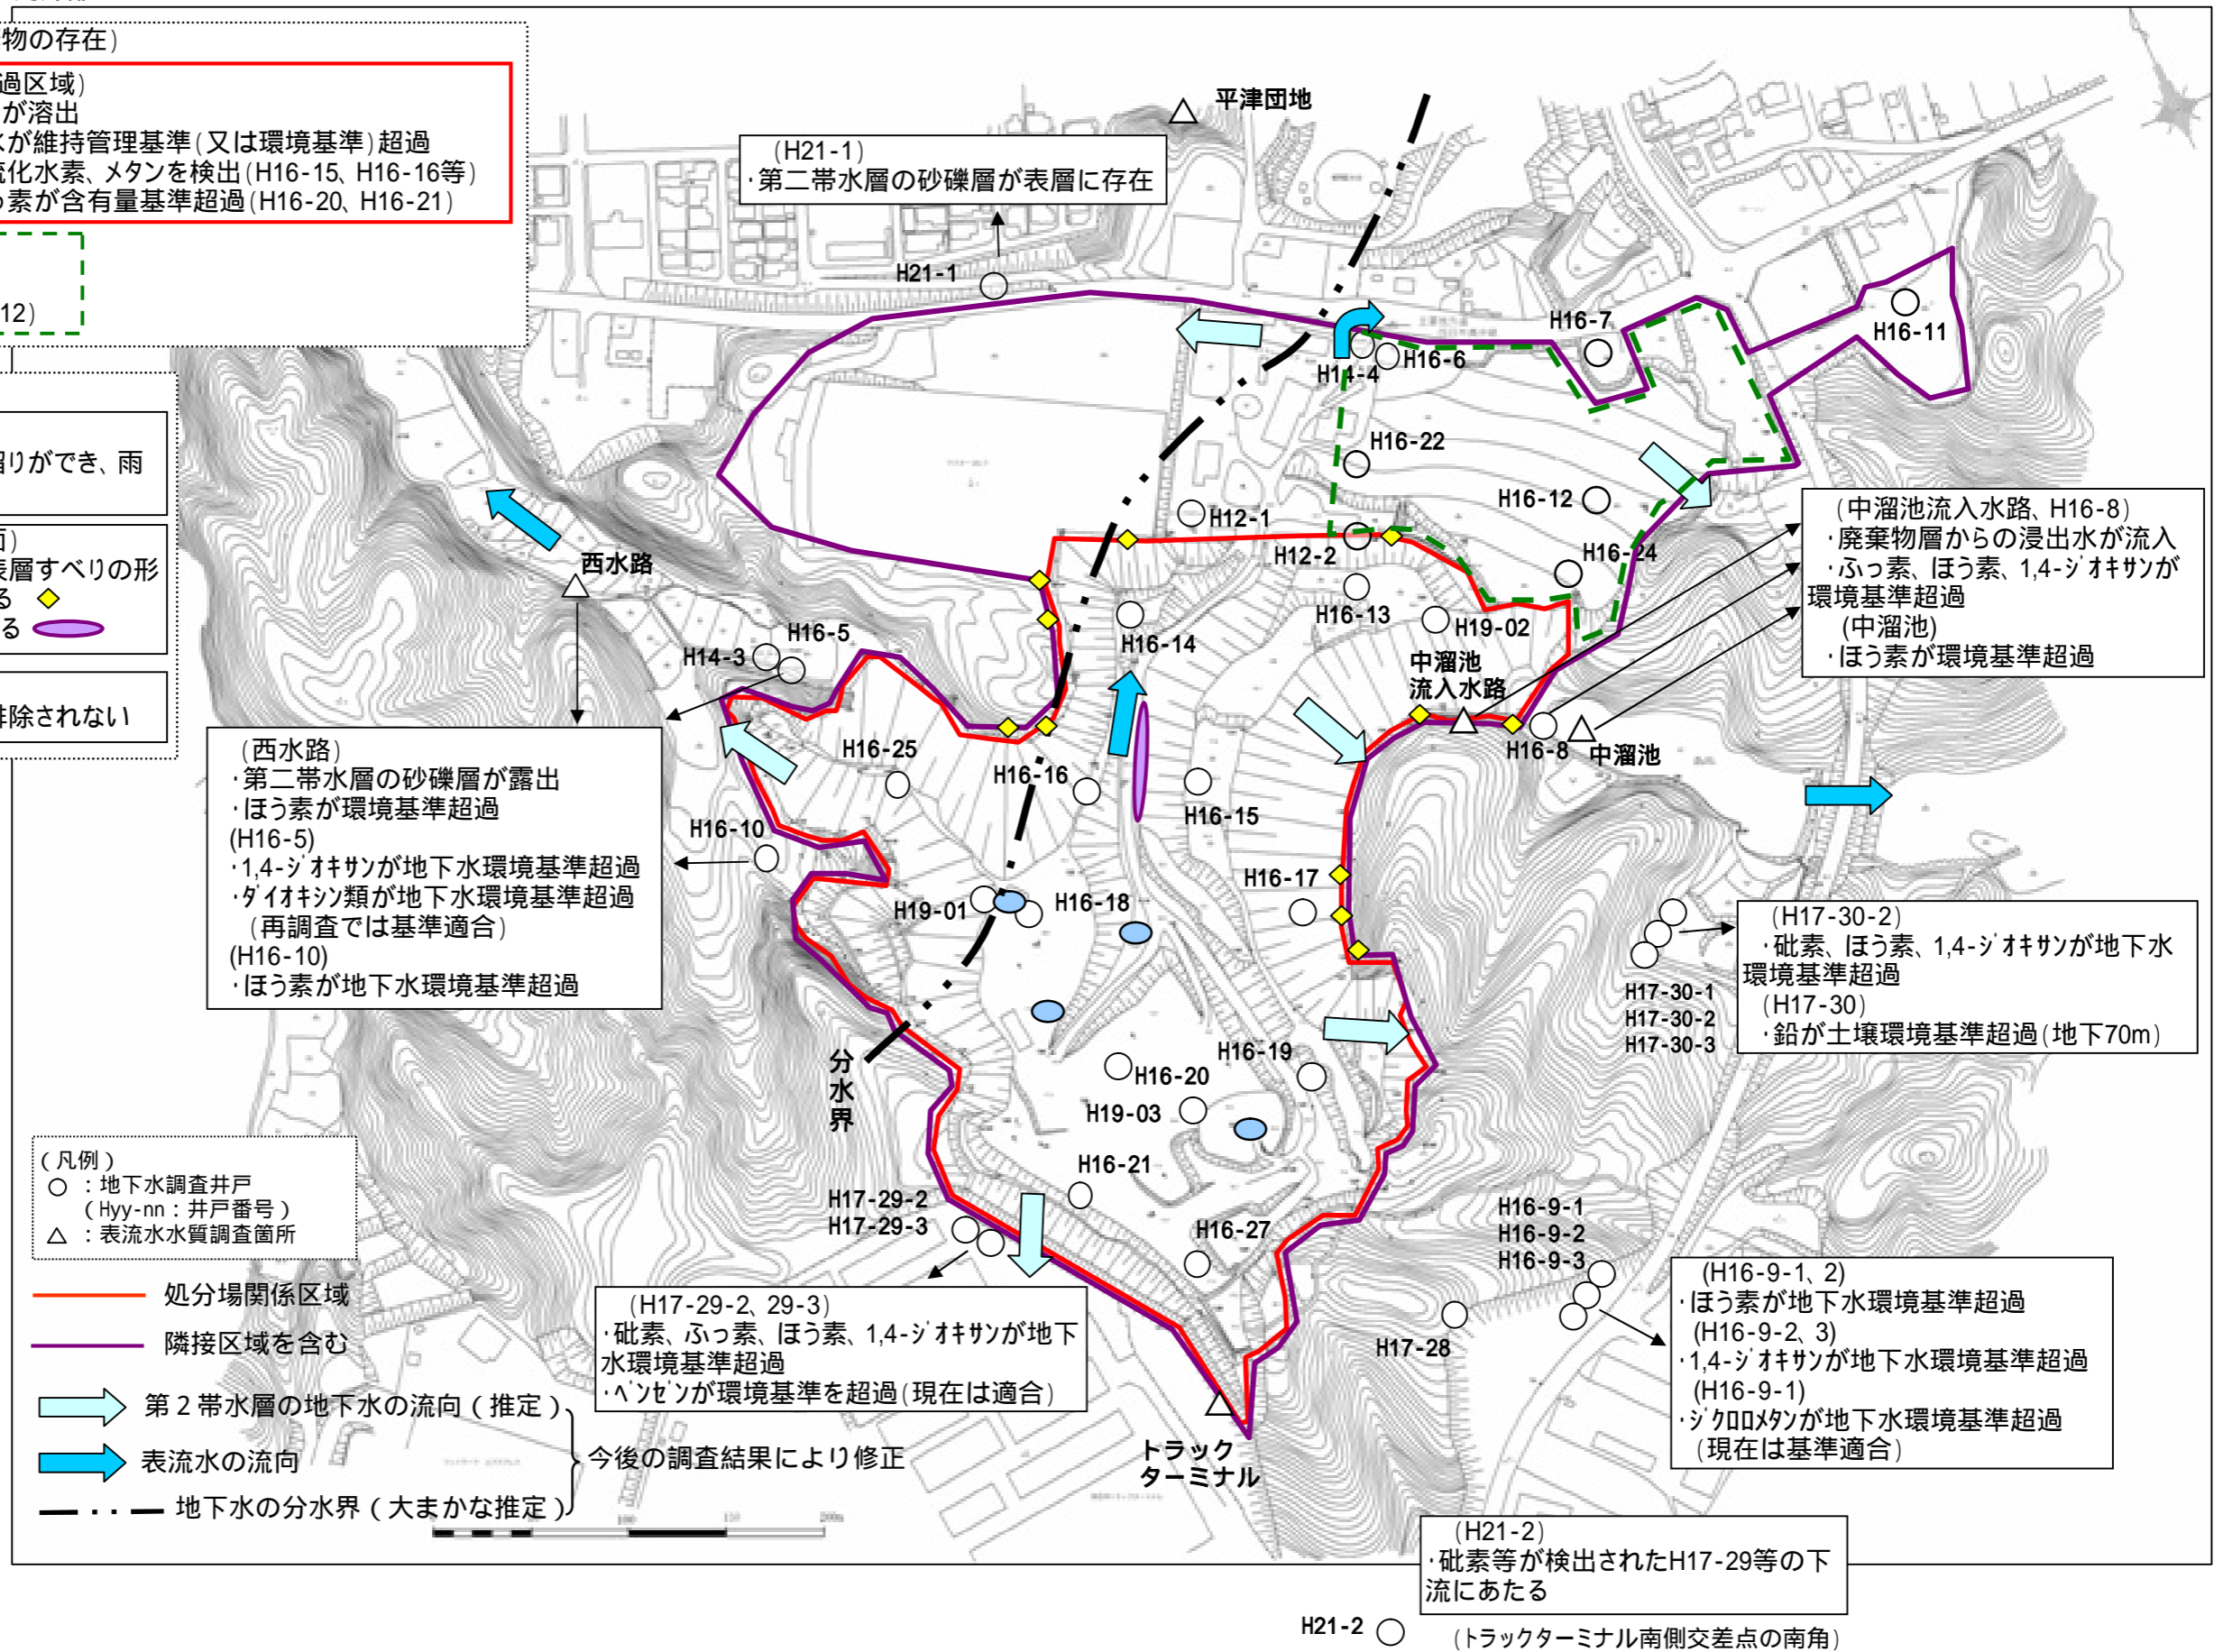 物の存在)
過区域)
が溶出
水が維持管理基準(又は環境基準)超過
硫化水素、メタンを検出(H16-15、H16-16等)
っ素が含有量基準超過(H16-20、H16-21)
12)
溜りができ、雨
面)
表層すべりの形
る
る
排除されない
平津団地
(H21-1)
・第二帯水層の砂礫層が表層に存在
H21-1
H14-4
H16-6
H16-7
H16-11
H16-22
H16-12
H12-1
H12-2
H16-24
H16-13
H19-02
H16-14
西水路
H16-5
H14-3
中溜池
流入水路
H16-8
中溜池
(中溜池流入水路、H16-8)
・廃棄物層からの浸出水が流入
・ふっ素、ほう素、1,4-ジオキサンが
環境基準超過
(中溜池)
・ほう素が環境基準超過
(西水路)
・第二帯水層の砂礫層が露出
・ほう素が環境基準超過
(H16-5)
・1,4-ジオキサンが地下水環境基準超過
・ダイオキシン類が地下水環境基準超過
(再調査では基準適合)
(H16-10)
・ほう素が地下水環境基準超過
H16-25
H16-16
H16-15
H16-10
H16-17
H19-01
H16-18
H17-30-1
H17-30-2
H17-30-3
(H17-30-2)
・砒素、ほう素、1,4-ジオキサンが地下水
環境基準超過
(H17-30)
・鉛が土壌環境基準超過(地下70m)
分
水
界
H16-20
H16-19
H19-03
H16-21
H17-29-2
H17-29-3
H16-27
H16-9-1
H16-9-2
H16-9-3
H17-28
(凡例)
○ :地下水調査井戸
(Hyy-nn:井戸番号)
△ :表流水水質調査箇所
処分場関係区域
隣接区域を含む
第2帯水層の地下水の流向(推定)
表流水の流向
地下水の分水界(大まかな推定)
今後の調査結果により修正
(H17-29-2、29-3)
・砒素、ふっ素、ほう素、1,4-ジオキサンが地下
水環境基準超過
・ベンゼンが環境基準を超過(現在は適合)
トラック
ターミナル
(H16-9-1、2)
・ほう素が地下水環境基準超過
(H16-9-2、3)
・1,4-ジオキサンが地下水環境基準超過
(H16-9-1)
・ジクロロメタンが地下水環境基準超過
(現在は基準適合)
100
150
200m
(H21-2)
・砒素等が検出されたH17-29等の下
流にあたる
H21-2
(トラックターミナル南側交差点の南角)